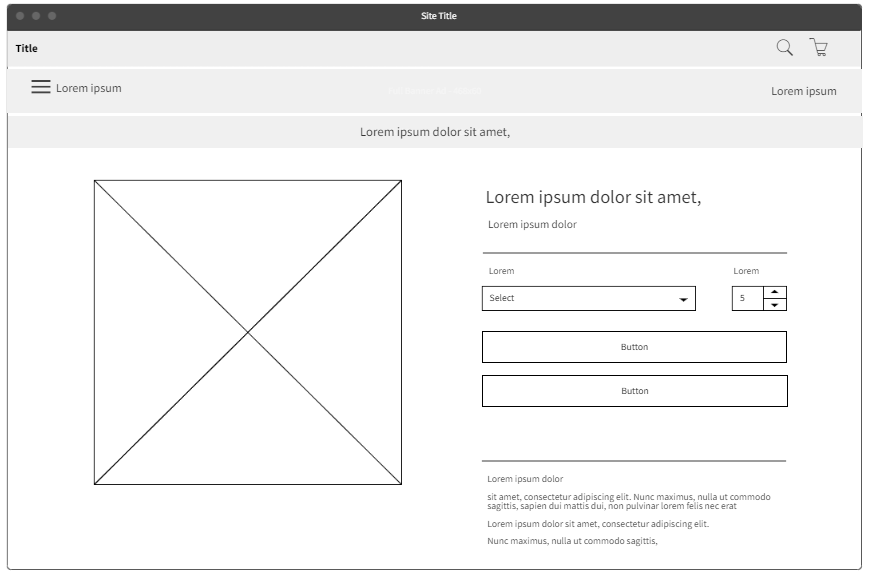 Site Title
Title
Lorem ipsum
Lorem ipsum
Lorem ipsum dolor sit amet,
Lorem ipsum dolor sit amet,
Lorem ipsum dolor
Lorem
Lorem
Select
5
Button
Button
Lorem ipsum dolor
sit amet, consectetur adipiscing elit. Nunc maximus, nulla ut commodo
sagittis, sapien dui mattis dui, non pulvinar lorem felis nec erat
Lorem ipsum dolor sit amet, consectetur adipiscing elit.
Nunc maximus, nulla ut commodo sagittis,